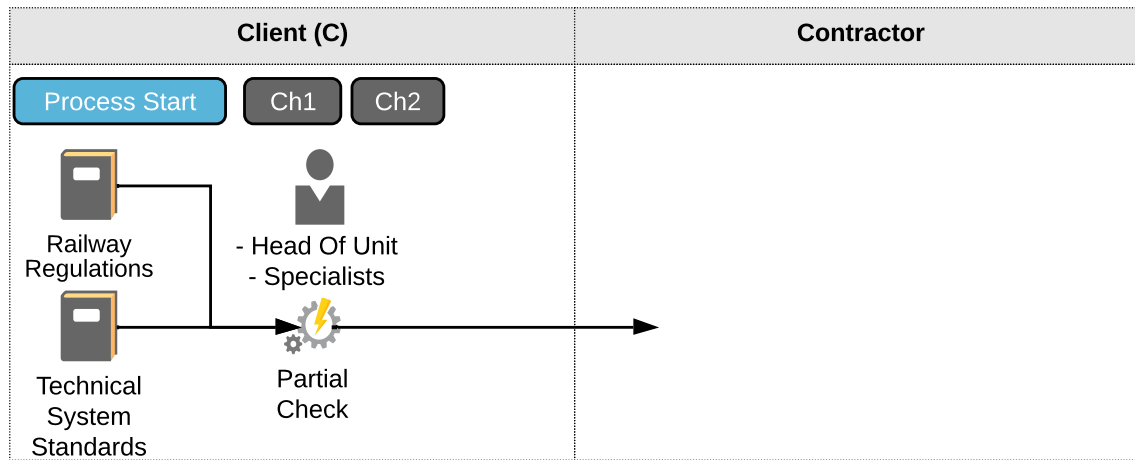 Client (C)
Contractor
Process Start
Ch1
Ch2
Railway
Regulations
- Head Of Unit
- Specialists
Technical
System
Standards
Partial
Check